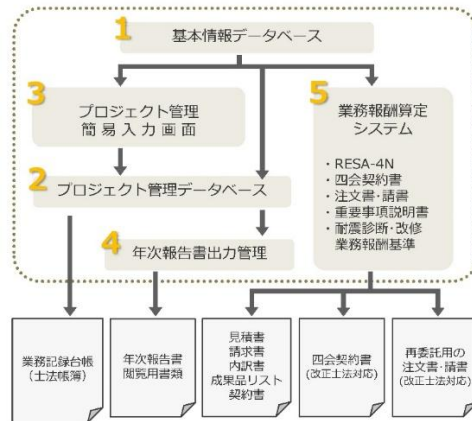 1
基本情報データベース
3
プロジェクト管理
簡易入力画面
5
業務報酬算定
システム
・RESA-4N
・四会契約書
・注文書・請書
・重要事項説明書
・耐震診断・改修
業務報酬基準
2
プロジェクト管理データベース
4
年次報告書出力管理
業務記録台帳
(士法帳簿)
年次報告書
閲覧用書類
見積書
請求書
内訳書
成果品リスト
契約書
四会契約書
(改正士法対応)
再委託用の
注文書・請書
(改正士法対応)